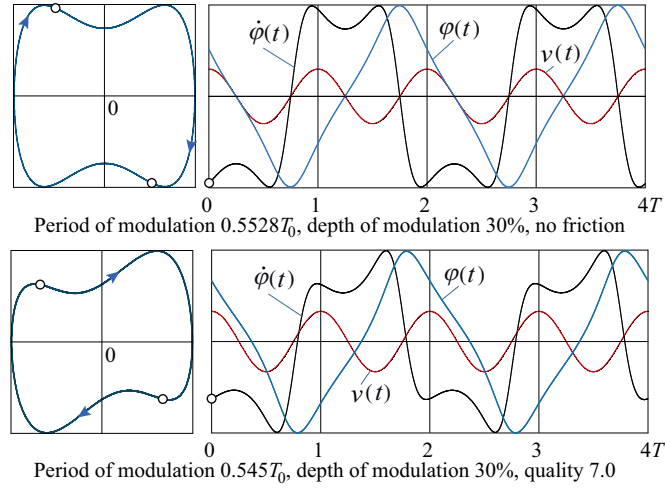 φ̇(t) φ(t) v(t)
0
0 1 2 3 4T
Period of modulation 0.5528T₀, depth of modulation 30%, no friction
φ̇(t) φ(t)
0
v(t)
0 1 2 3 4T
Period of modulation 0.545T₀, depth of modulation 30%, quality 7.0